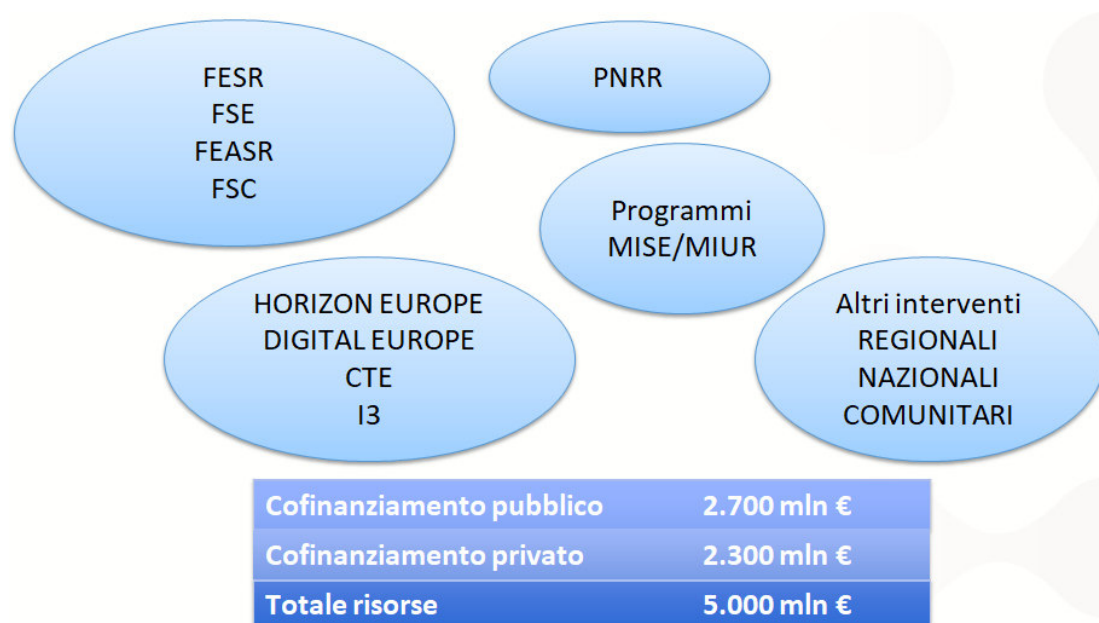 FESR
FSE
FEASR
FSC
PNRR
Programmi
MISE/MIUR
HORIZON EUROPE
DIGITAL EUROPE
CTE
I3
Altri interventi
REGIONALI
NAZIONALI
COMUNITARI
Cofinanziamento pubblico 2.700 mln €
Cofinanziamento privato 2.300 mln €
Totale risorse 5.000 mln €